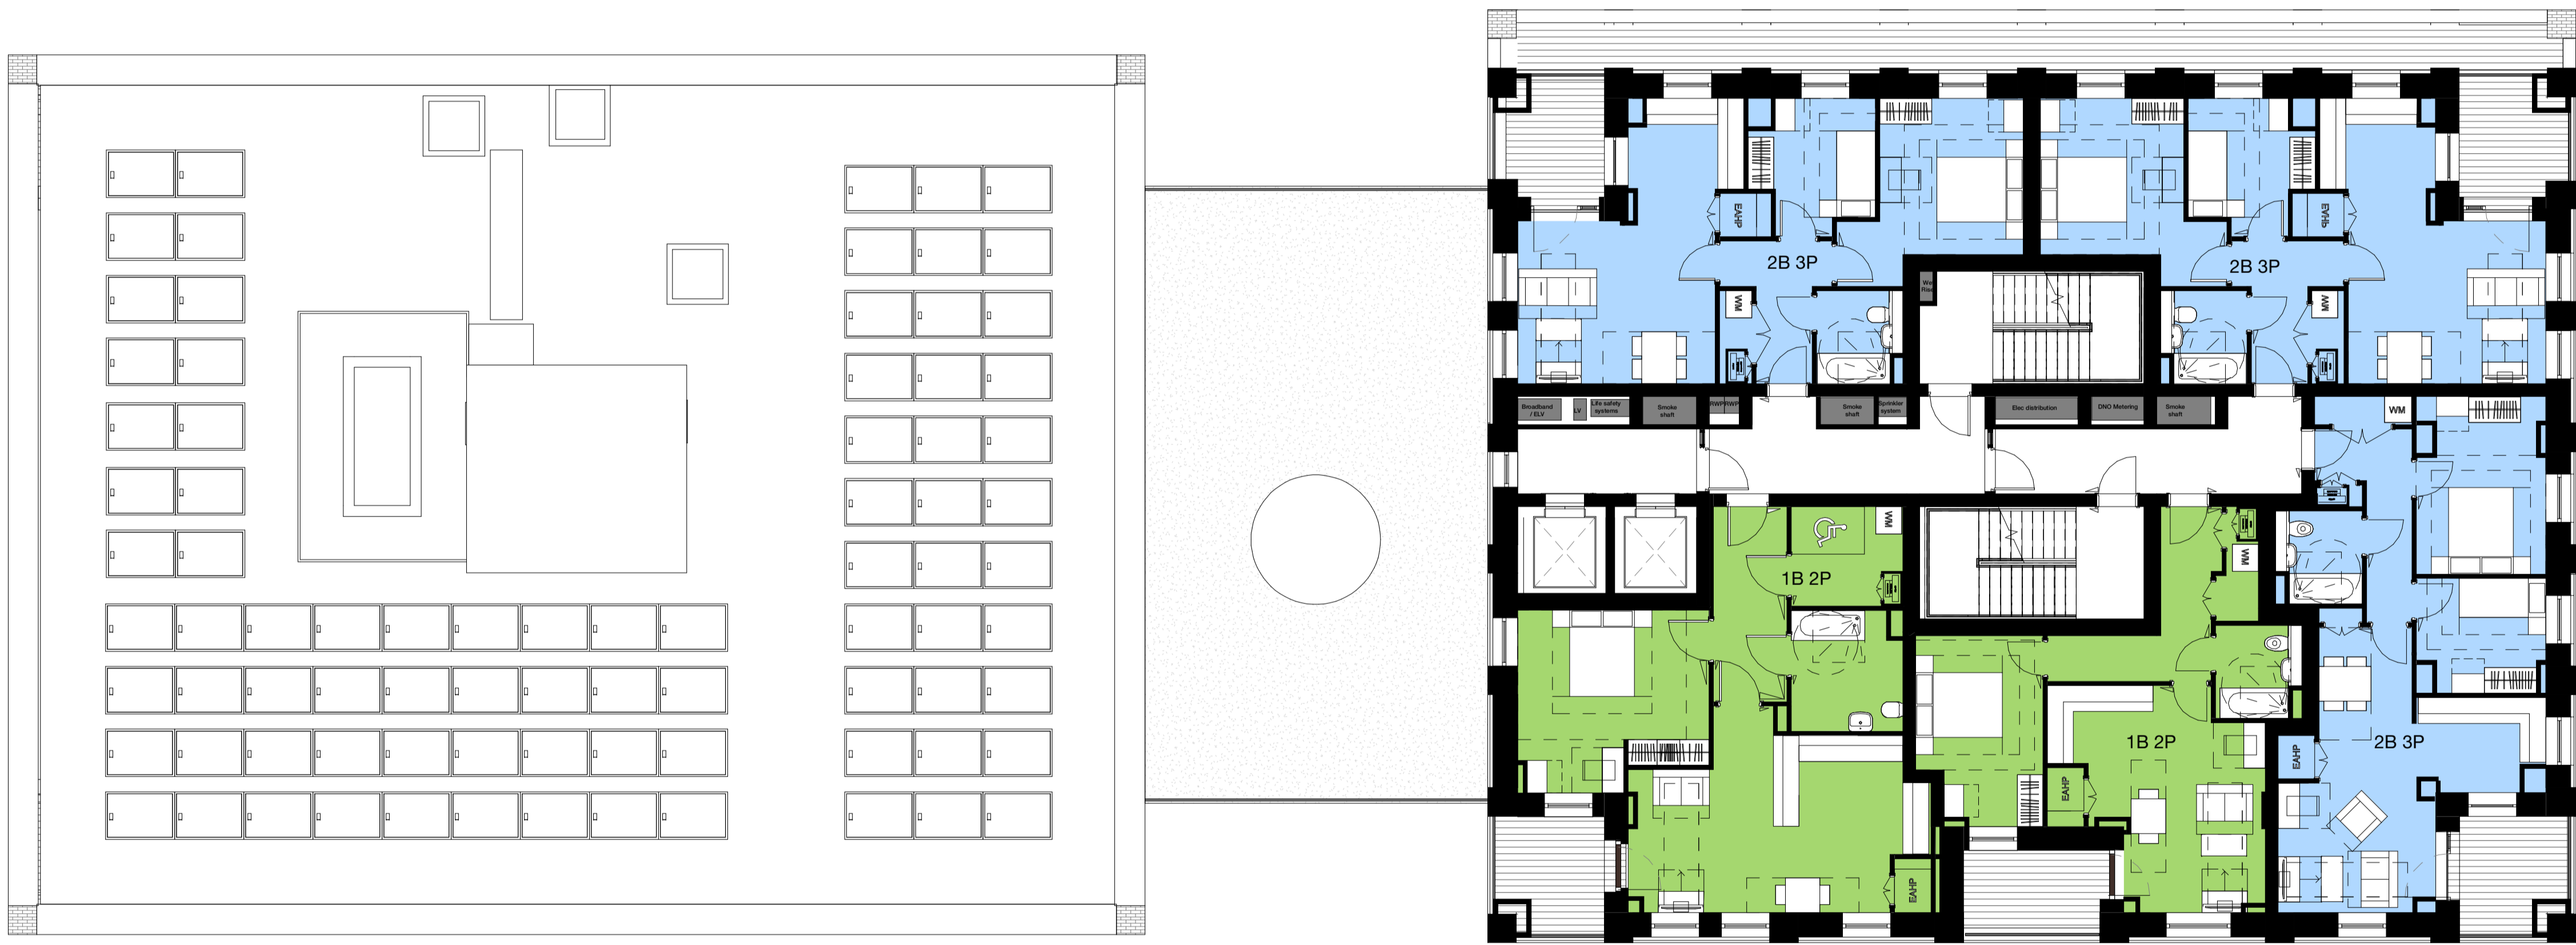 EAHP
EAHP
2B 3P
2B 3P
WM
WM
Broadband
/ ELV
LV
Life safety
systems
Smoke
shaft
RWP
RWP
Smoke
shaft
Sprinkler
system
Elec distribution
DNO Metering
Smoke
shaft
WM
WM
WM
1B 2P
1B 2P
2B 3P
EAHP
EAHP
EAHP